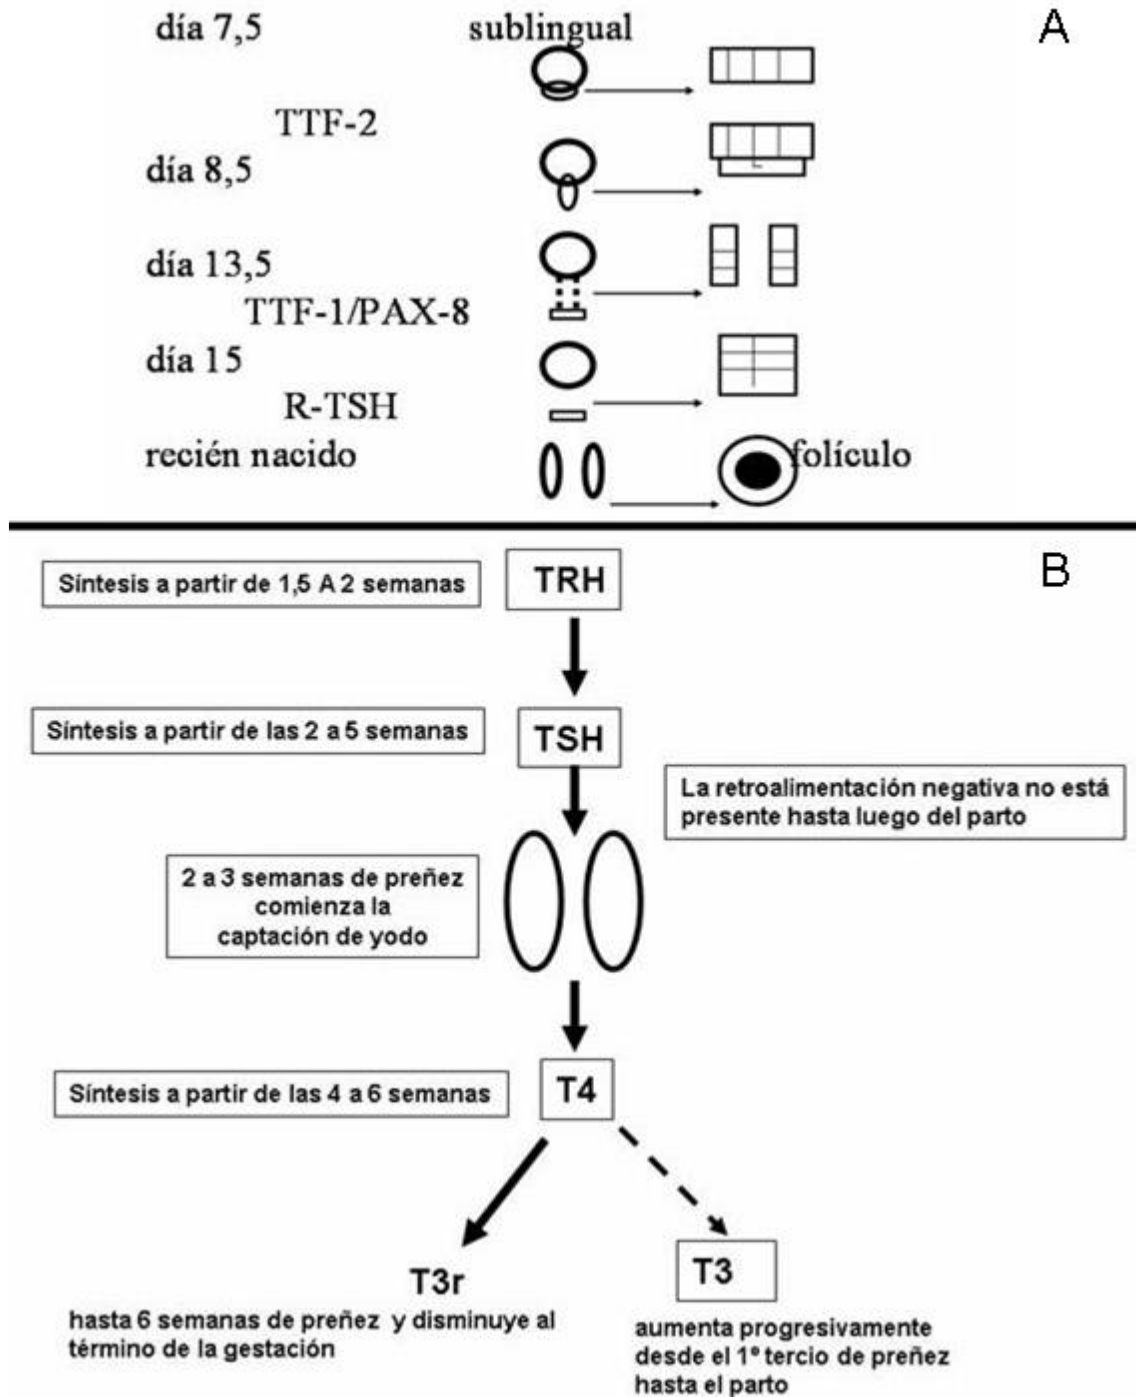 día 7,5 sublingual A
TTF-2
día 8,5
día 13,5
TTF-1/PAX-8
día 15
R-TSH
recién nacido folículo
B
Síntesis a partir de 1,5 A 2 semanas
TRH
Síntesis a partir de las 2 a 5 semanas
TSH
La retroalimentación negativa no está
presente hasta luego del parto
2 a 3 semanas de preñez
comienza la
captación de yodo
Síntesis a partir de las 4 a 6 semanas
T4
T3r
hasta 6 semanas de preñez y disminuye al
término de la gestación
T3
aumenta progresivamente
desde el 1º tercio de preñez
hasta el parto